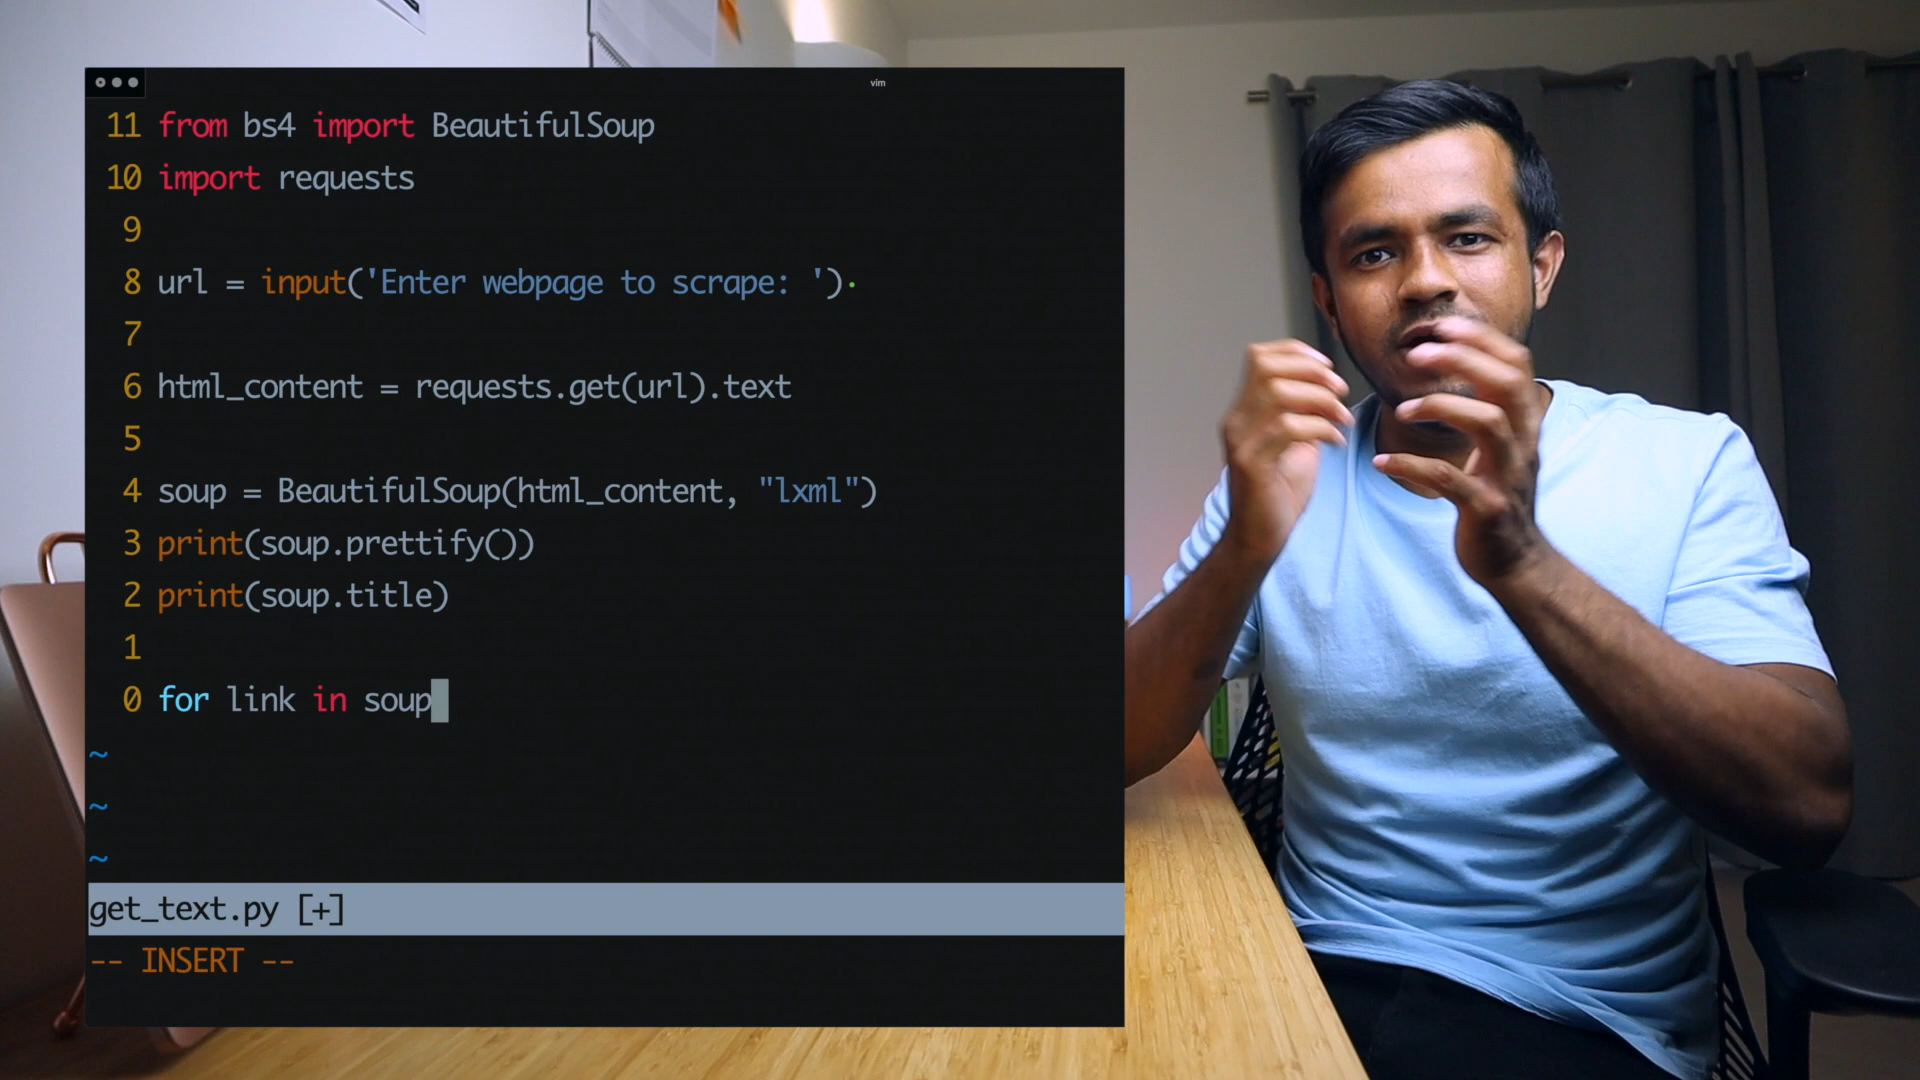 vim
11 from bs4 import BeautifulSoup
10 import requests
9
8 url = input('Enter webpage to scrape: ')·
7
6 html_content = requests.get(url).text
5
4 soup = BeautifulSoup(html_content, "lxml")
3 print(soup.prettify())
2 print(soup.title)
1
0 for link in soup
~
~
~
get_text.py [+]
-- INSERT --